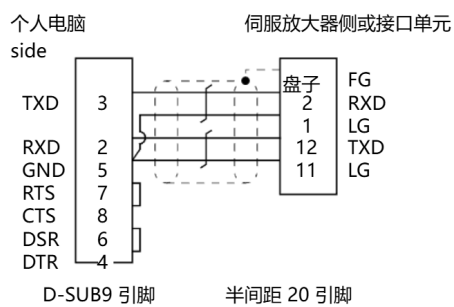 个人电脑 伺服放大器侧或接口单元
side
盘子 FG
TXD 3 2 RXD
1 LG
RXD 2 12 TXD
GND 5 11 LG
RTS 7
CTS 8
DSR 6
DTR 4
D-SUB9 引脚 半间距 20 引脚